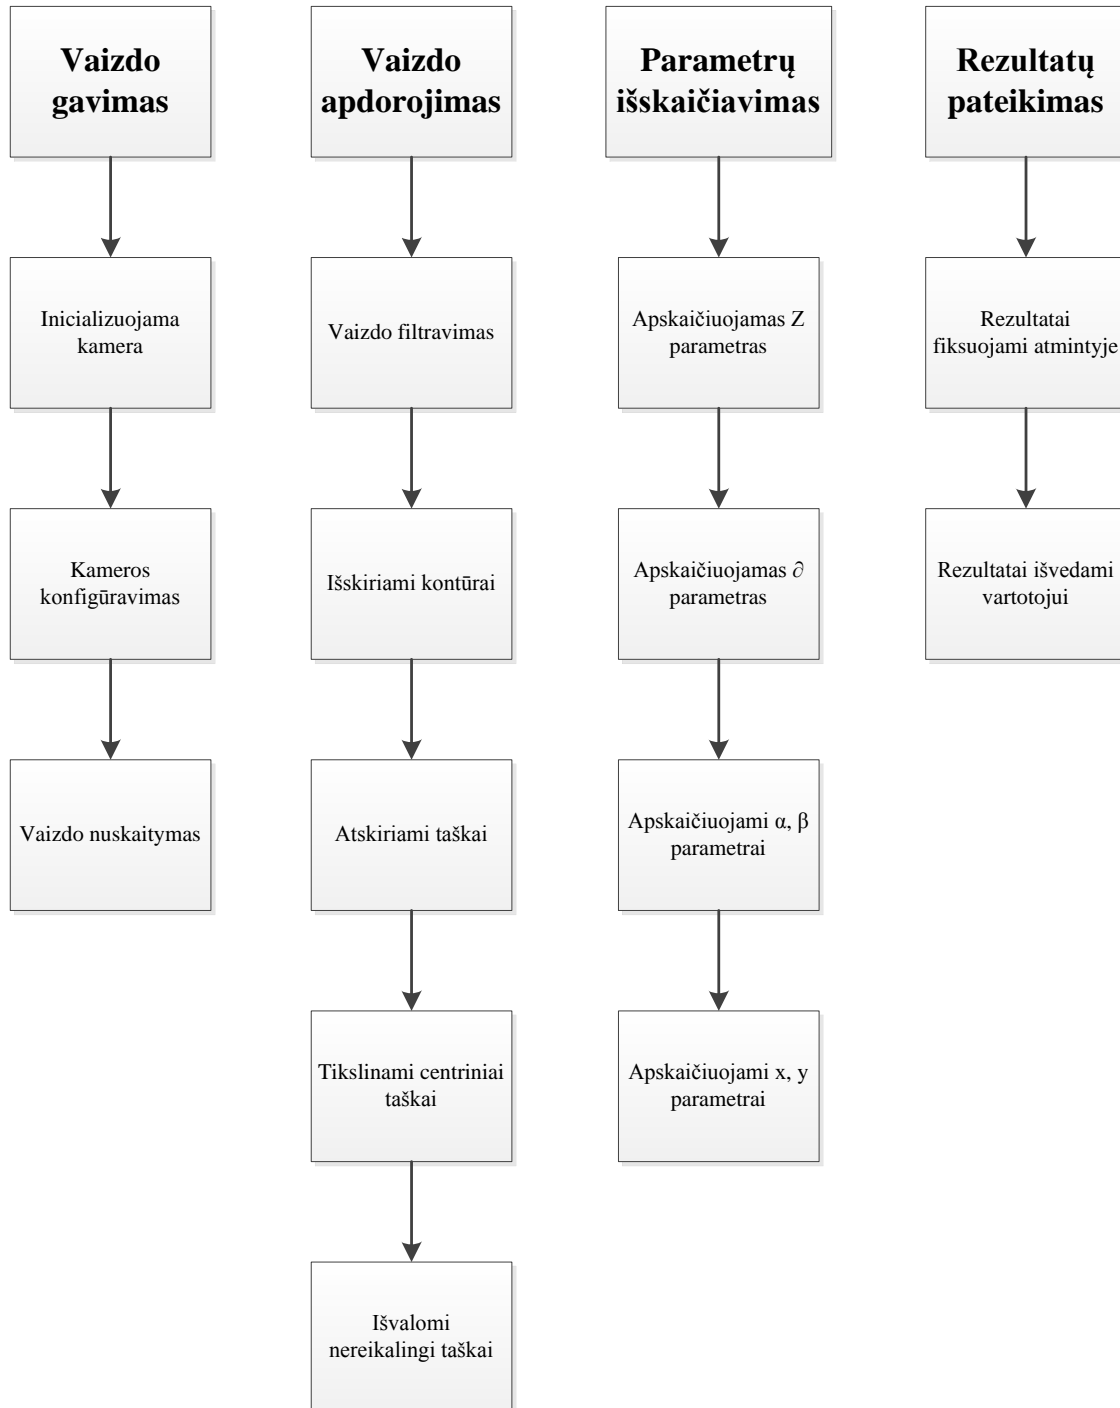 Vaizdo
gavimas
Inicializuojama
kamera
Kameros
konfigūravimas
Vaizdo nuskaitymas
Vaizdo
apdorojimas
Vaizdo filtravimas
Išskiriami kontūrai
Atskiriami taškai
Tikslinami centriniai
taškai
Išvalomi
nereikalingi taškai
Parametrų
išskaičiavimas
Apskaičiuojamas Z
parametras
Apskaičiuojamas ∂
parametras
Apskaičiuojami α, β
parametrai
Apskaičiuojami x, y
parametrai
Rezultatų
pateikimas
Rezultatai
fiksuojami atmintyje
Rezultatai išvedami
vartotojui